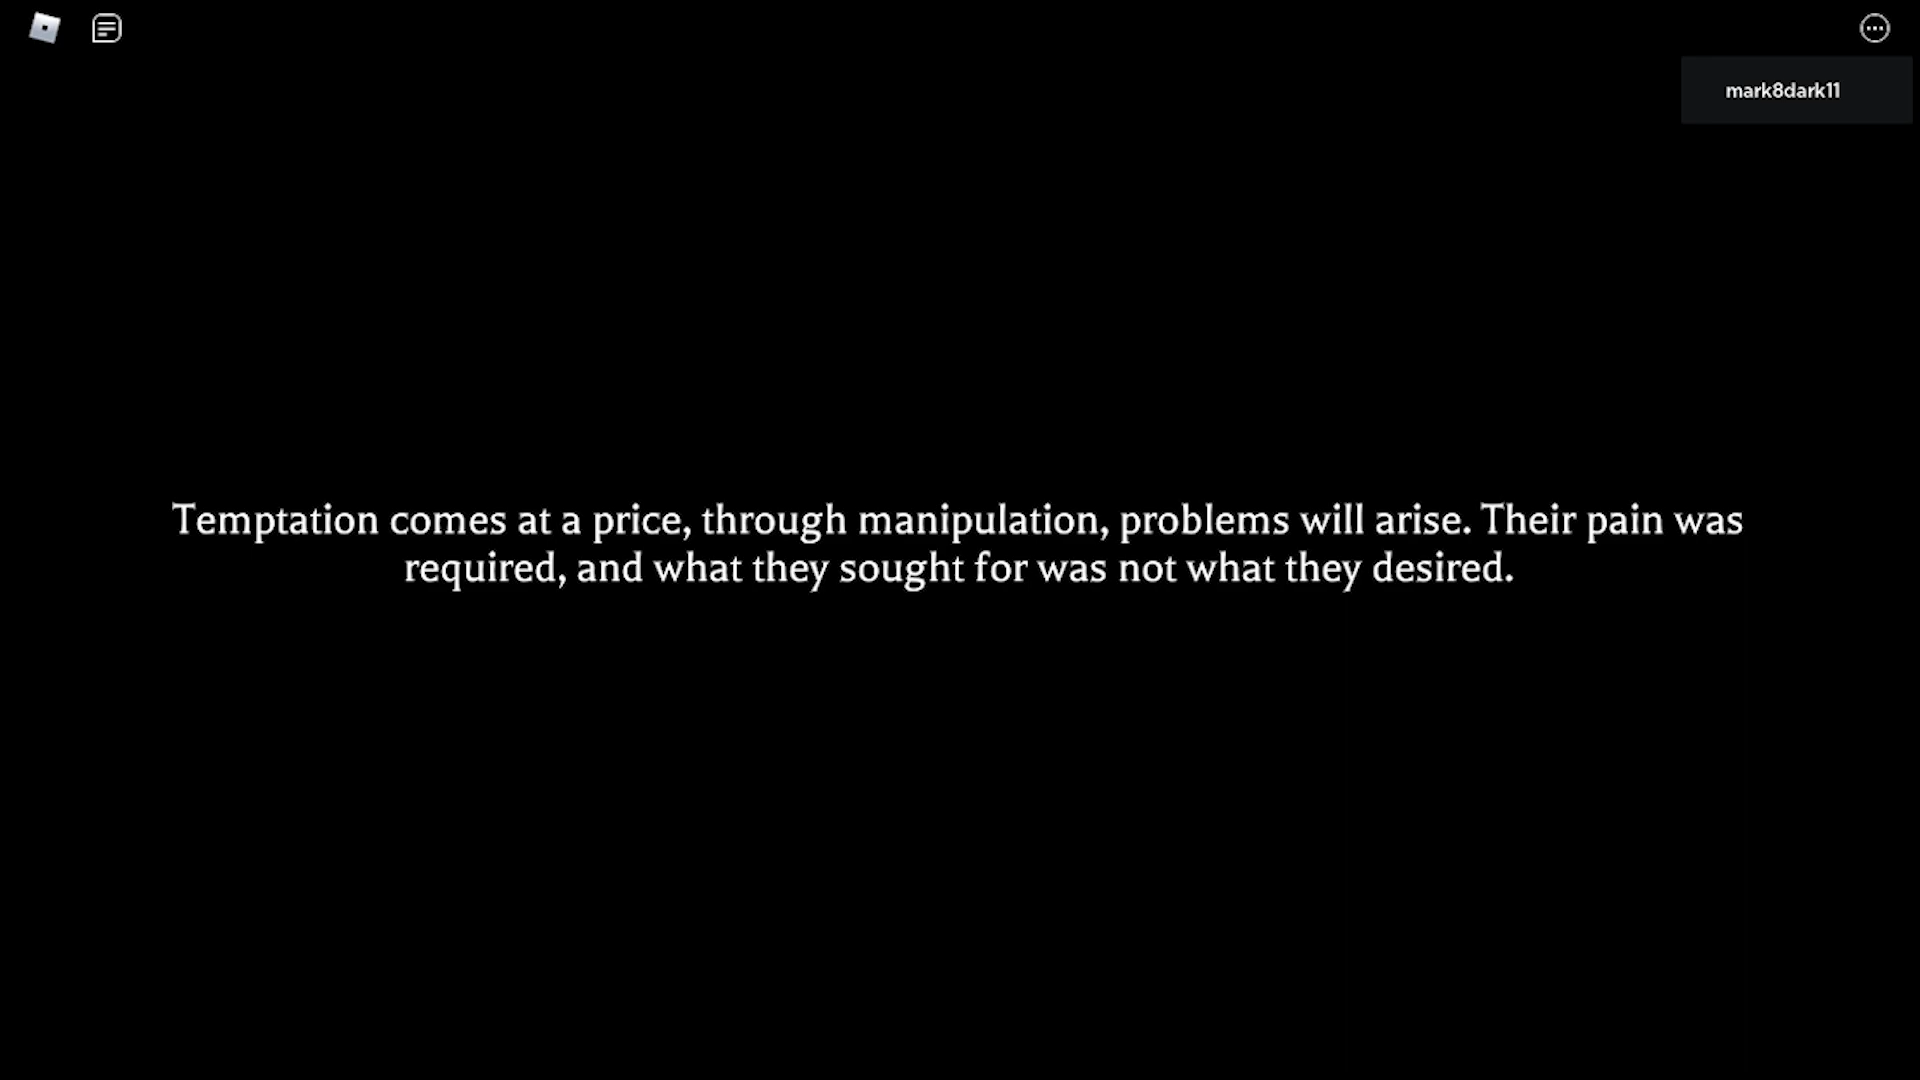 mark8dark11
Temptation comes at a price, through manipulation, problems will arise. Their pain was
required, and what they sought for was not what they desired.